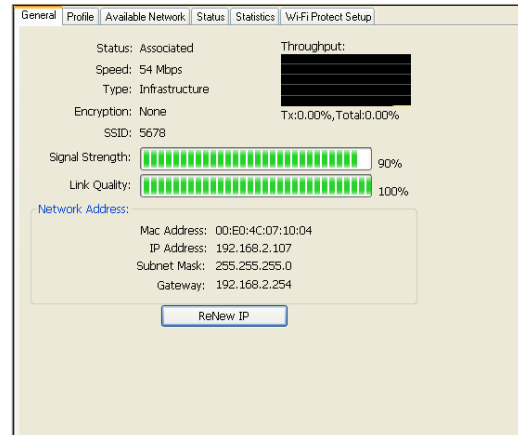 General Profile Available Network Status Statistics Wi-Fi Protect Setup
Status: Associated
Throughput:
Speed: 54 Mbps
Type: Infrastructure
Encryption: None
Tx:0.00%,Total:0.00%
SSID: 5678
Signal Strength: 90%
Link Quality: 100%
Network Address:
Mac Address: 00:E0:4C:07:10:04
IP Address: 192.168.2.107
Subnet Mask: 255.255.255.0
Gateway: 192.168.2.254
ReNew IP